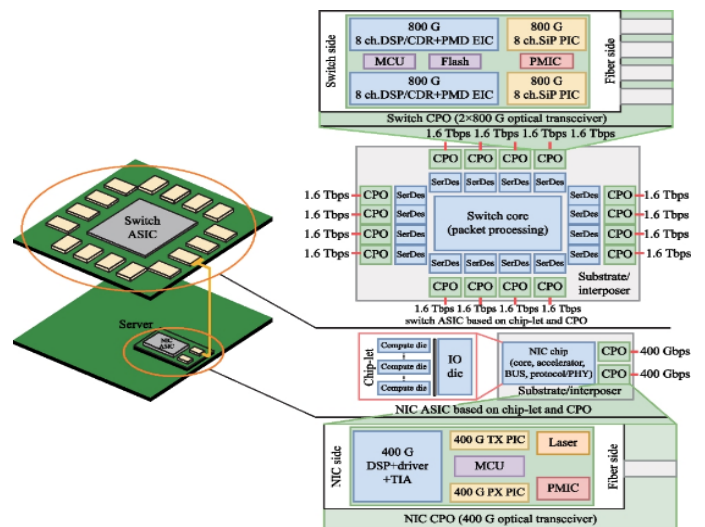 Switch side
800 G
8 ch.DSP/CDR+PMD EIC
800 G
8 ch.SiP PIC
MCU
Flash
PMIC
800 G
8 ch.DSP/CDR+PMD EIC
800 G
8 ch.SiP PIC
Fiber side
Switch CPO (2×800 G optical transceiver)
1.6 Tbps 1.6 Tbps 1.6 Tbps 1.6 Tbps
CPO CPO CPO CPO
SerDes SerDes SerDes SerDes
1.6 Tbps CPO SerDes
1.6 Tbps CPO SerDes
1.6 Tbps CPO SerDes
1.6 Tbps CPO SerDes
Switch core
(packet processing)
SerDes CPO 1.6 Tbps
SerDes CPO 1.6 Tbps
SerDes CPO 1.6 Tbps
SerDes CPO 1.6 Tbps
SerDes SerDes SerDes SerDes
CPO CPO CPO CPO
Substrate/
interposer
1.6 Tbps 1.6 Tbps 1.6 Tbps 1.6 Tbps
switch ASIC based on chip-let and CPO
Switch
ASIC
Server
NIC
ASIC
Chip-let
Compute die
Compute die
Compute die
IO
die
NIC chip
(core, accelerator,
BUS, protocol/PHY)
CPO 400 Gbps
CPO 400 Gbps
Substrate/interposer
NIC ASIC based on chip-let and CPO
NIC side
400 G
DSP+driver
+TIA
400 G TX PIC
MCU
400 G PX PIC
Laser
PMIC
Fiber side
NIC CPO (400 G optical transceiver)